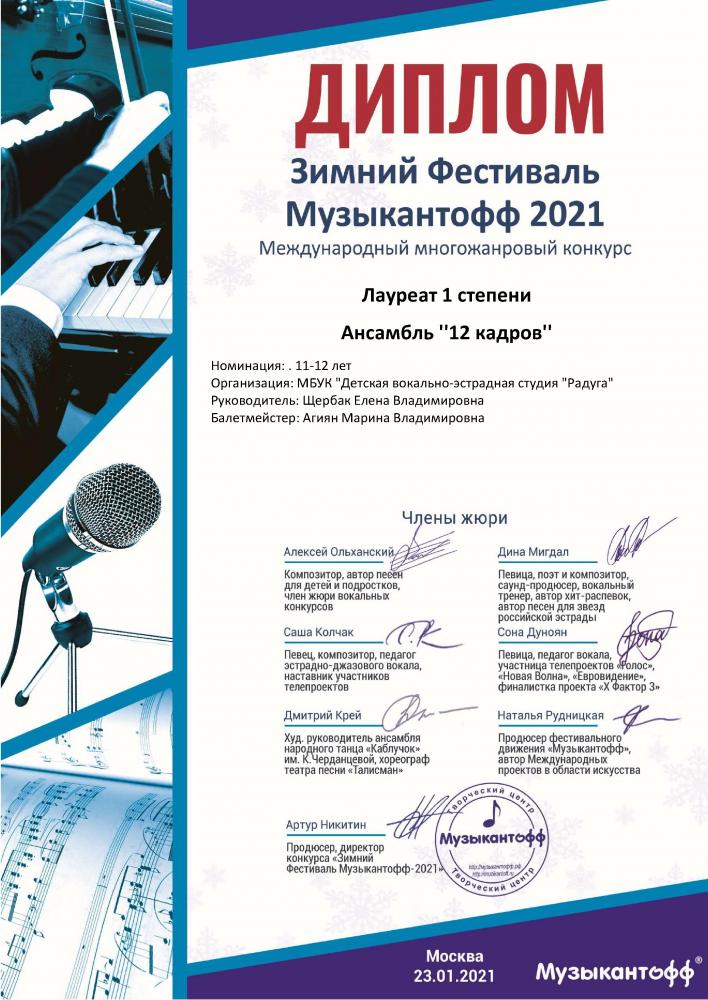 ДИПЛОМ
Зимний Фестиваль
Музыкантофф 2021
Международный многожанровый конкурс
Лауреат 1 степени
Ансамбль ''12 кадров''
Номинация: . 11-12 лет
Организация: МБУК "Детская вокально-эстрадная студия "Радуга"
Руководитель: Щербак Елена Владимировна
Балетмейстер: Агиян Марина Владимировна
Члены жюри
Алексей Ольханский
Композитор, автор песен
для детей и подростков,
член жюри вокальных
конкурсов
Дина Мигдал
Певица, поэт и композитор,
саунд-продюсер, вокальный
тренер, автор хит-распевок,
автор песен для звезд
российской эстрады
Саша Колчак
Певец, композитор, педагог
эстрадно-джазового вокала,
наставник участников
телепроектов
Сона Дуноян
Певица, педагог вокала,
участница телепроектов «Голос»,
«Новая Волна», «Евровидение»,
финалистка проекта «X Фактор 3»
Дмитрий Крей
Худ. руководитель ансамбля
народного танца «Каблучок»
им. К.Черданцевой, хореограф
театра песни «Талисман»
Наталья Рудницкая
Продюсер фестивального
движения «Музыкантофф»,
автор Международных
проектов в области искусства
Артур Никитин
Продюсер, директор
конкурса «Зимний
Фестиваль Музыкантофф-2021»
Творческий центр
Музыкантофф
http://музыкантофф.рф
http://muzikantoff.ru
Творческий центр
Москва
23.01.2021
Музыкантофф®